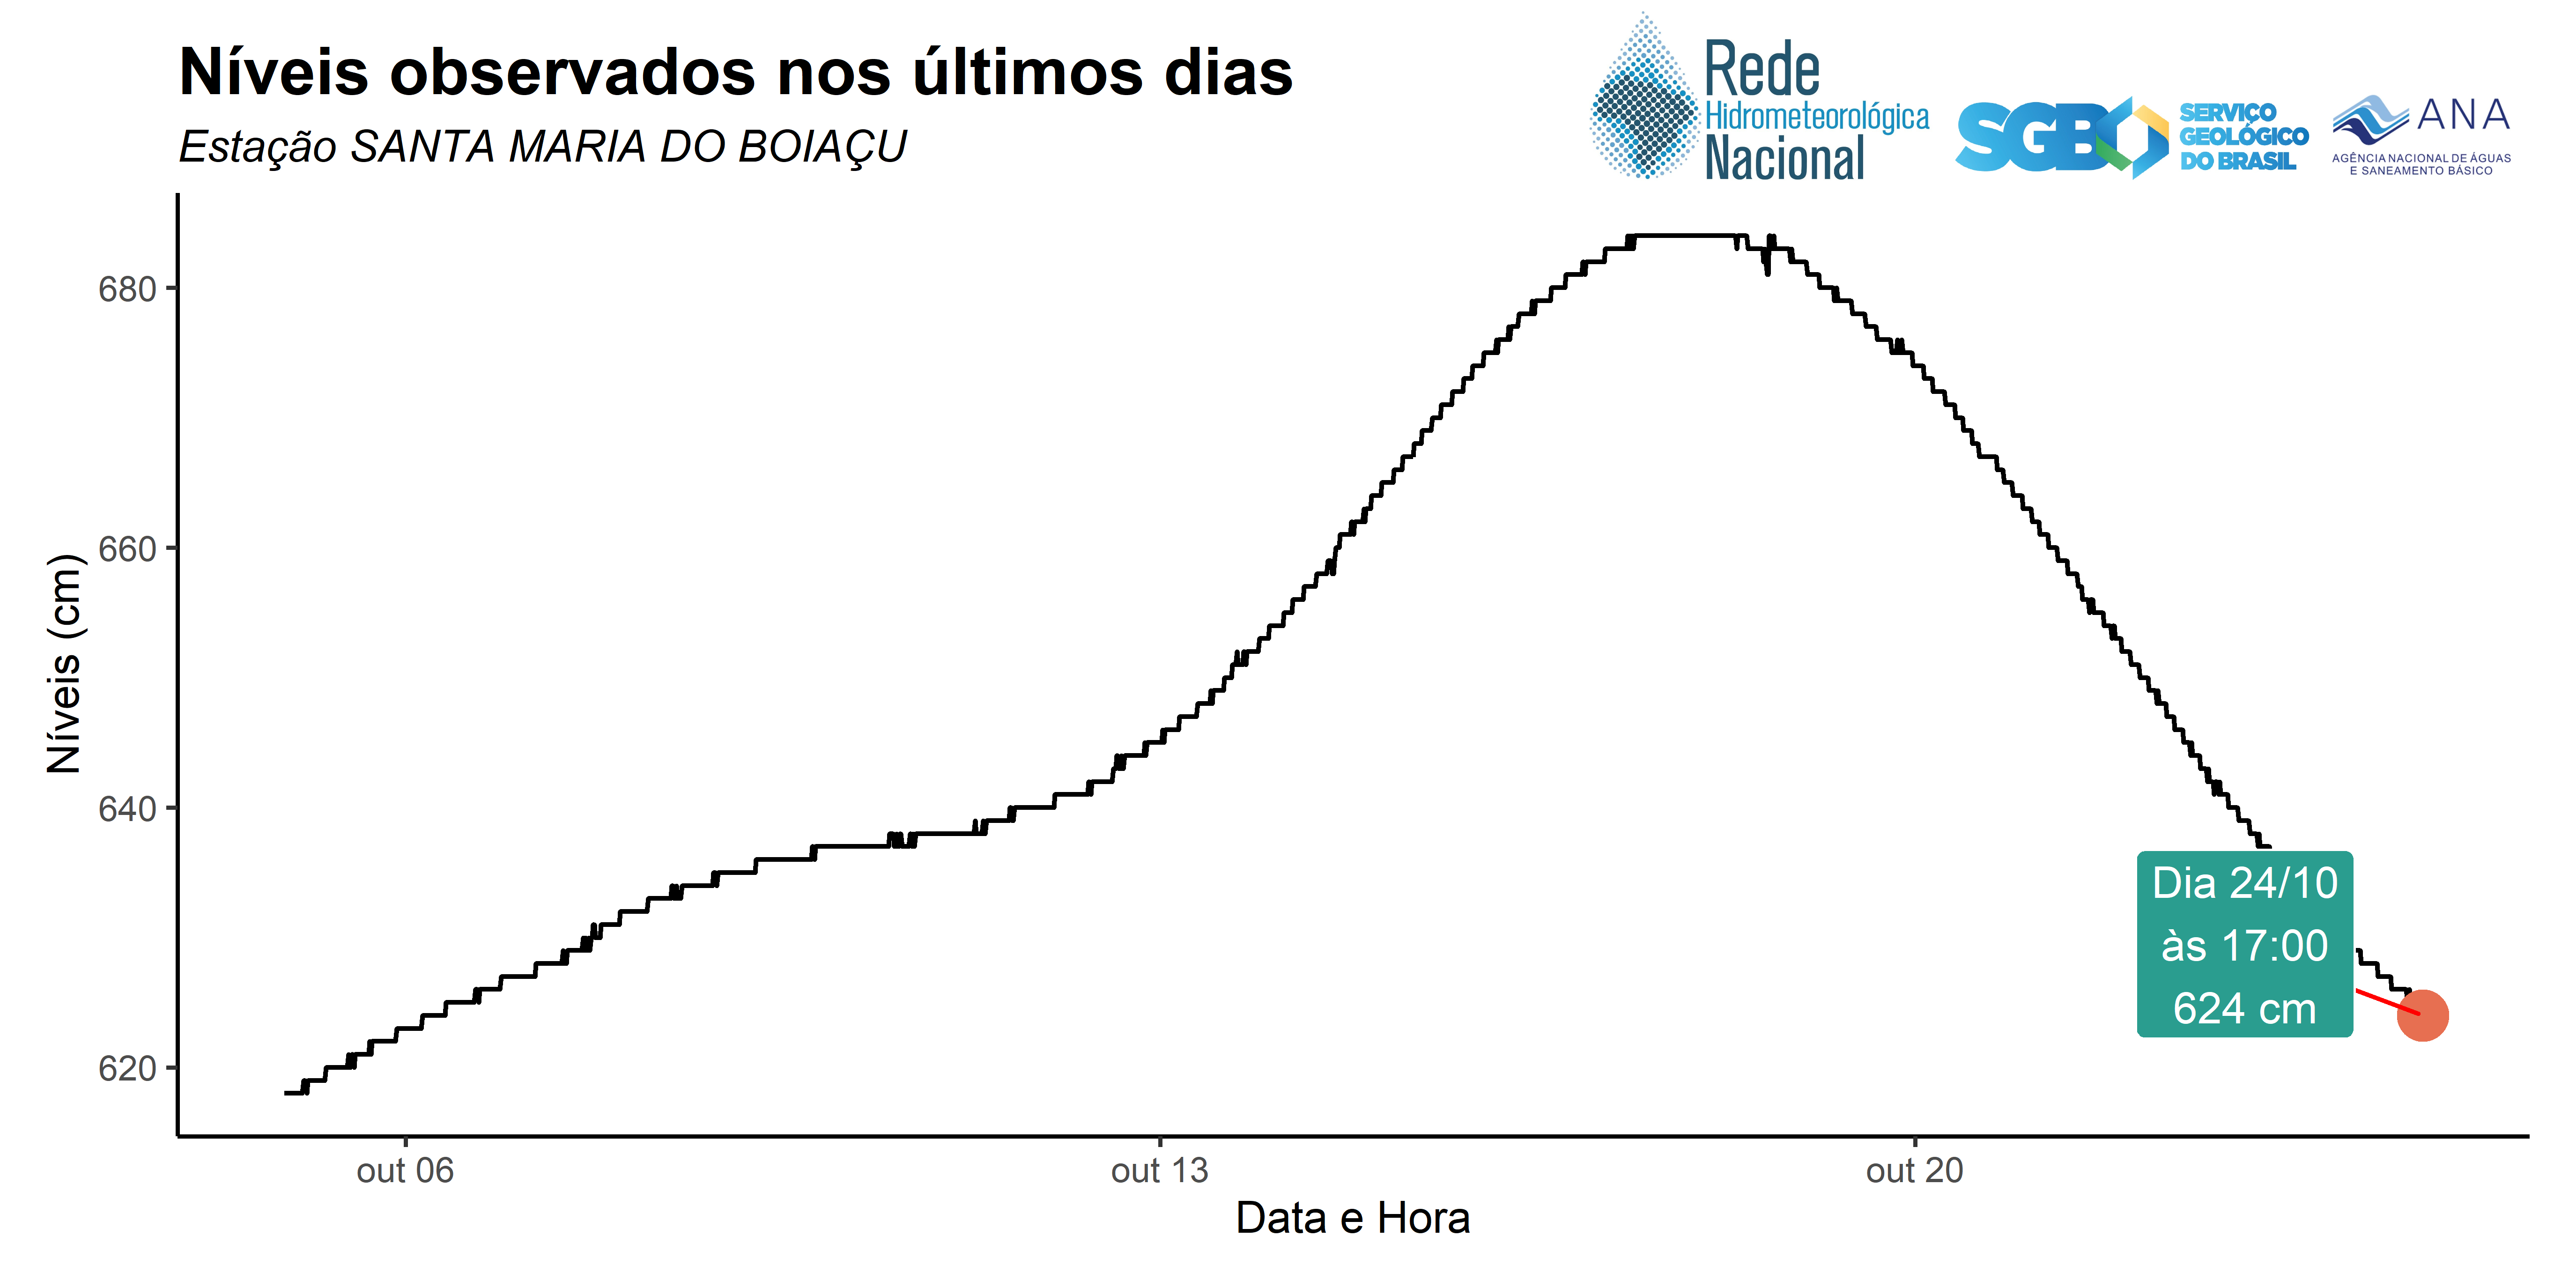 Níveis observados nos últimos dias
Estação SANTA MARIA DO BOIAÇU
Rede
Hidrometeorológica
Nacional
SGB
SERVIÇO
GEOLÓGICO
DO BRASIL
ANA
AGÊNCIA NACIONAL DE ÁGUAS
E SANEAMENTO BÁSICO
Níveis (cm)
680
660
640
620
Dia 24/10
às 17:00
624 cm
out 06
out 13
out 20
Data e Hora